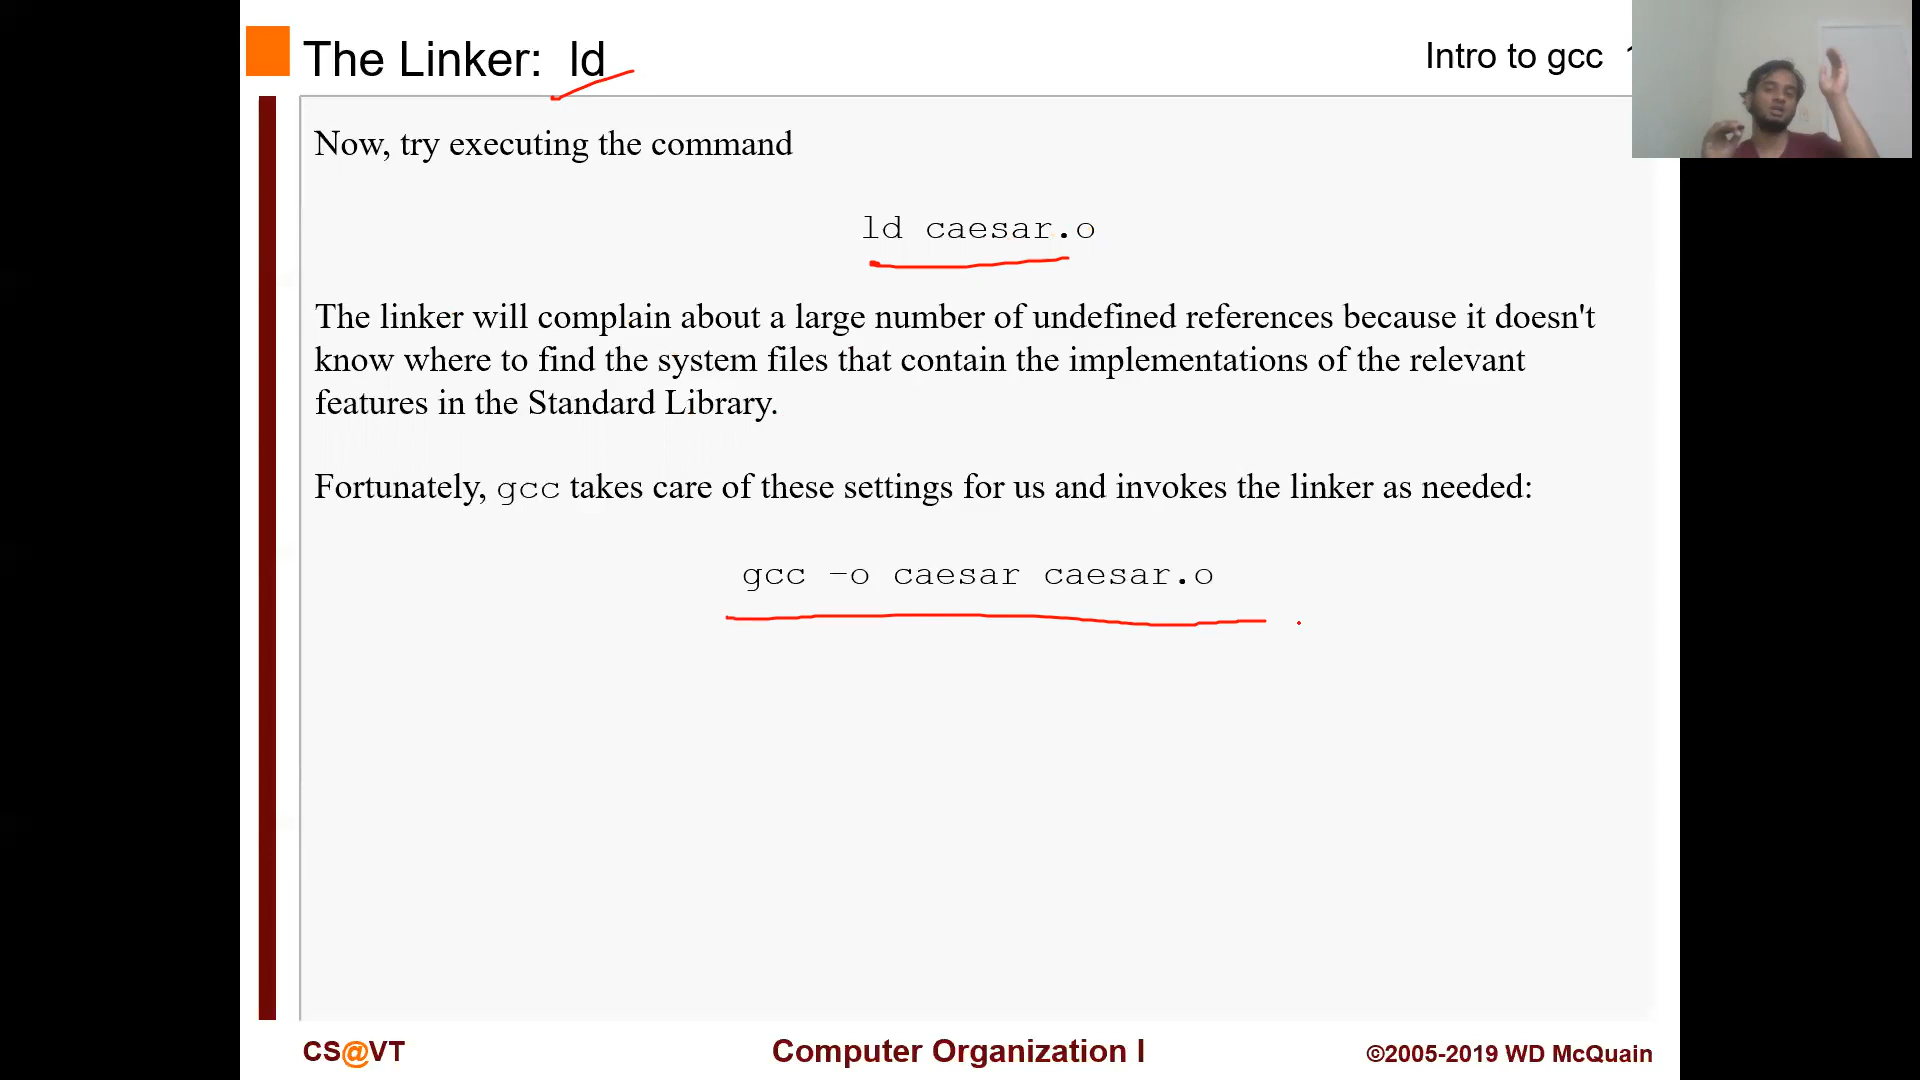 The Linker: ld
Intro to gcc
Now, try executing the command
ld caesar.o
The linker will complain about a large number of undefined references because it doesn't
know where to find the system files that contain the implementations of the relevant
features in the Standard Library.
Fortunately, gcc takes care of these settings for us and invokes the linker as needed:
gcc -o caesar caesar.o
CS@VT
Computer Organization I
©2005-2019 WD McQuain